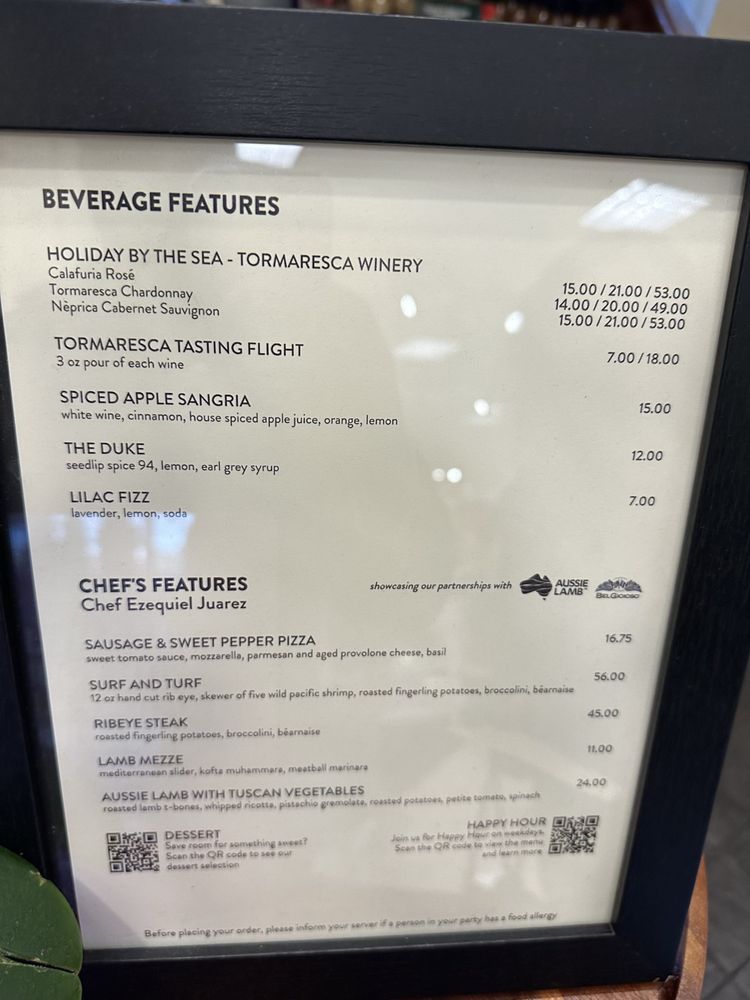 BEVERAGE FEATURES
HOLIDAY BY THE SEA - TORMARESCA WINERY
Calafuria Rosé 15.00 / 21.00 / 53.00
Tormaresca Chardonnay 14.00 / 20.00 / 49.00
Nèprica Cabernet Sauvignon 15.00 / 21.00 / 53.00
TORMARESCA TASTING FLIGHT 7.00 / 18.00
3 oz pour of each wine
SPICED APPLE SANGRIA 15.00
white wine, cinnamon, house spiced apple juice, orange, lemon
THE DUKE 12.00
seedlip spice 94, lemon, earl grey syrup
LILAC FIZZ 7.00
lavender, lemon, soda
CHEF'S FEATURES
Chef Ezequiel Juarez
showcasing our partnerships with AUSSIE LAMB BELGIOIOSO
SAUSAGE & SWEET PEPPER PIZZA 16.75
sweet tomato sauce, mozzarella, parmesan and aged provolone cheese, basil
SURF AND TURF 56.00
12 oz hand cut rib eye, skewer of five wild pacific shrimp, roasted fingerling potatoes, broccolini, béarnaise
RIBEYE STEAK 45.00
roasted fingerling potatoes, broccolini, béarnaise
LAMB MEZZE 11.00
mediterranean slider, kofta muhammara, meatball marinara
AUSSIE LAMB WITH TUSCAN VEGETABLES 24.00
roasted lamb t-bones, whipped ricotta, pistachio gremolata, roasted potatoes, petite tomato, spinach
DESSERT
Save room for something sweet?
Scan the QR code to see our
dessert selection
HAPPY HOUR
Join us for Happy Hour on weekdays.
Scan the QR code to view the menu
and learn more
Before placing your order, please inform your server if a person in your party has a food allergy